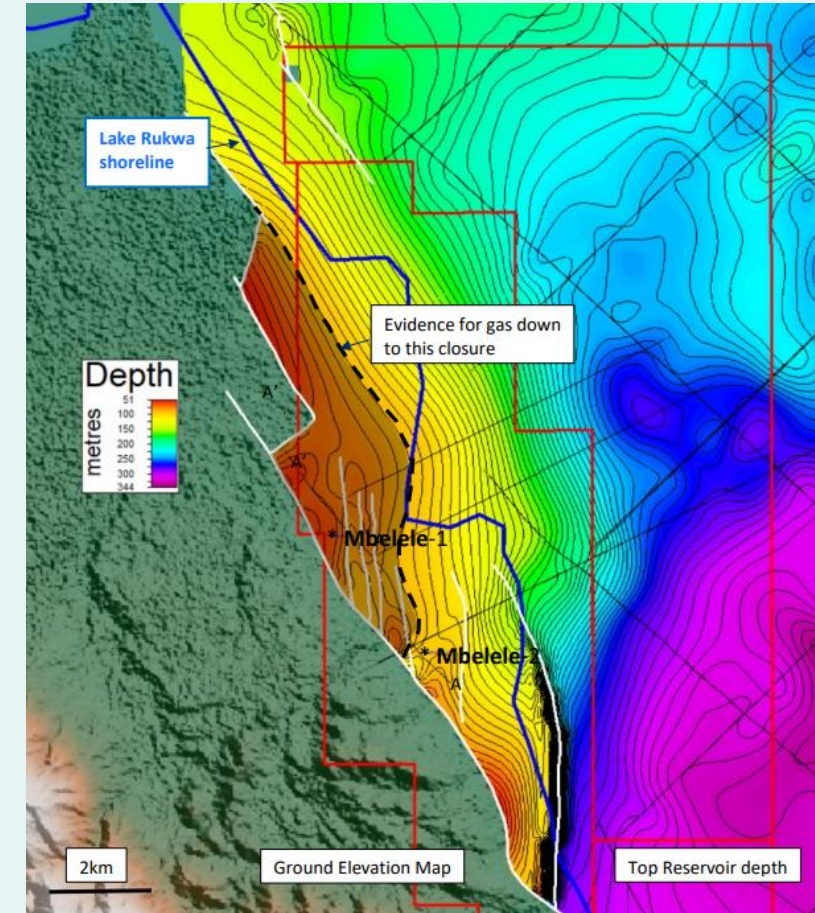 Lake Rukwa
shoreline
Evidence for gas down
to this closure
Depth
metres
51
100
150
200
250
300
344
A'
A'
* Mbelele-1
* Mbelele-2
A
2km
Ground Elevation Map
Top Reservoir depth